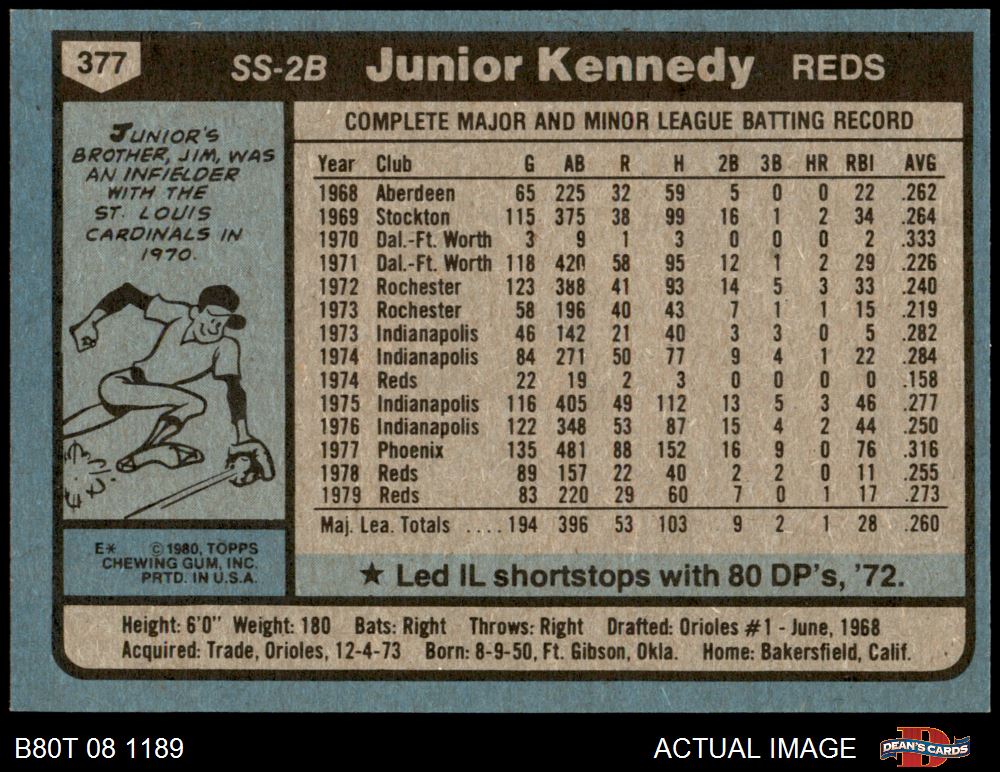 377 SS-2B Junior Kennedy REDS
JUNIOR'S
BROTHER, JIM, WAS
AN INFIELDER
WITH THE
ST. LOUIS
CARDINALS IN
1970.
COMPLETE MAJOR AND MINOR LEAGUE BATTING RECORD
Year Club G AB R H 2B 3B HR RBI AVG
1968 Aberdeen 65 225 32 59 5 0 0 22 .262
1969 Stockton 115 375 38 99 16 1 2 34 .264
1970 Dal.-Ft. Worth 3 9 1 3 0 0 0 2 .333
1971 Dal.-Ft. Worth 118 420 58 95 12 1 2 29 .226
1972 Rochester 123 388 41 93 14 5 3 33 .240
1973 Rochester 58 196 40 43 7 1 1 15 .219
1973 Indianapolis 46 142 21 40 3 3 0 5 .282
1974 Indianapolis 84 271 50 77 9 4 1 22 .284
1974 Reds 22 19 2 3 0 0 0 0 .158
1975 Indianapolis 116 405 49 112 13 5 3 46 .277
1976 Indianapolis 122 348 53 87 15 4 2 44 .250
1977 Phoenix 135 481 88 152 16 9 0 76 .316
1978 Reds 89 157 22 40 2 2 0 11 .255
1979 Reds 83 220 29 60 7 0 1 17 .273
Maj. Lea. Totals .... 194 396 53 103 9 2 1 28 .260
E* © 1980, TOPPS
CHEWING GUM, INC.
PRTD. IN U.S.A.
★ Led IL shortstops with 80 DP's, '72.
Height: 6'0" Weight: 180 Bats: Right Throws: Right Drafted: Orioles #1 - June, 1968
Acquired: Trade, Orioles, 12-4-73 Born: 8-9-50, Ft. Gibson, Okla. Home: Bakersfield, Calif.
B80T 08 1189 ACTUAL IMAGE DEAN'S CARDS